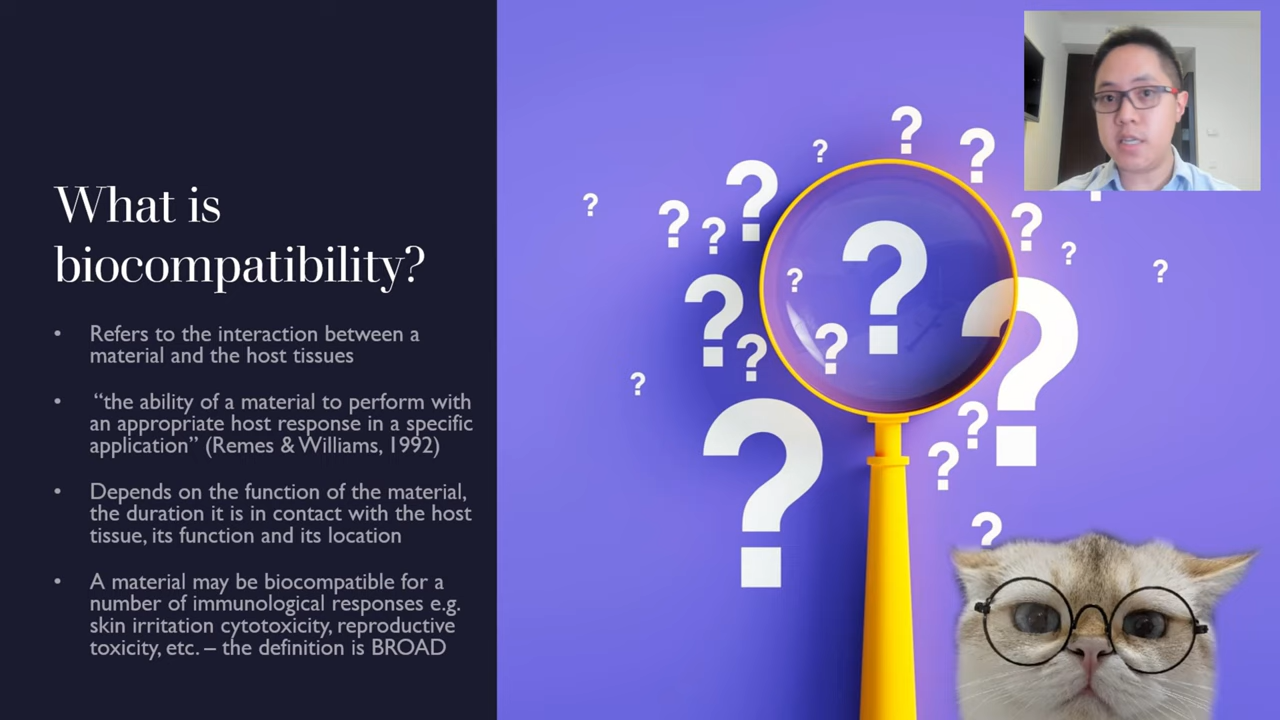 What is
biocompatibility?
• Refers to the interaction between a
material and the host tissues
• “the ability of a material to perform with
an appropriate host response in a specific
application” (Remes & Williams, 1992)
• Depends on the function of the material,
the duration it is in contact with the host
tissue, its function and its location
• A material may be biocompatible for a
number of immunological responses e.g.
skin irritation cytotoxicity, reproductive
toxicity, etc. – the definition is BROAD